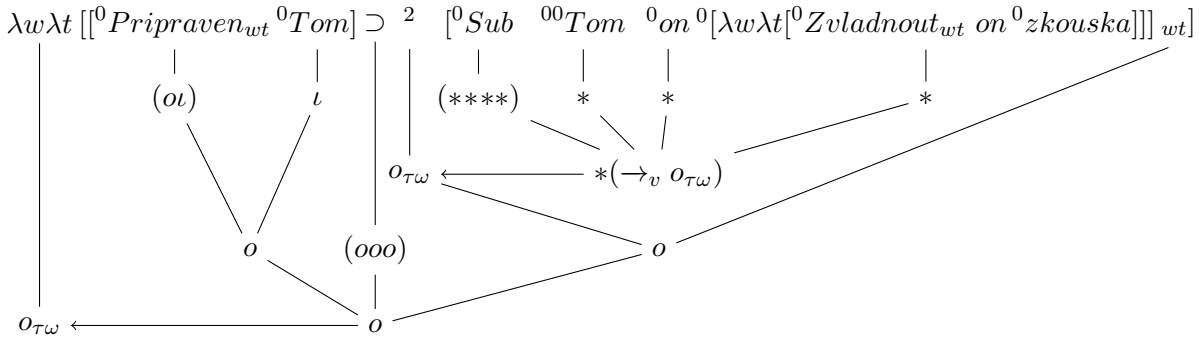 λwλt [[⁰Pripraven_wt ⁰Tom] ⊃ ² [⁰Sub ⁰⁰Tom ⁰on ⁰[λwλt[⁰Zvladnout_wt on ⁰zkouska]]] _wt]
(oι) ι (∗∗∗∗) ∗ ∗ ∗
o_τω ∗(→_v o_τω)
o (ooo) o
o_τω o